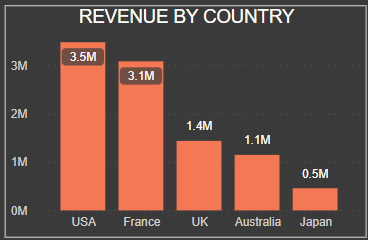 REVENUE BY COUNTRY
3M
2M
1M
0M
3.5M
3.1M
1.4M
1.1M
0.5M
USA France UK Australia Japan